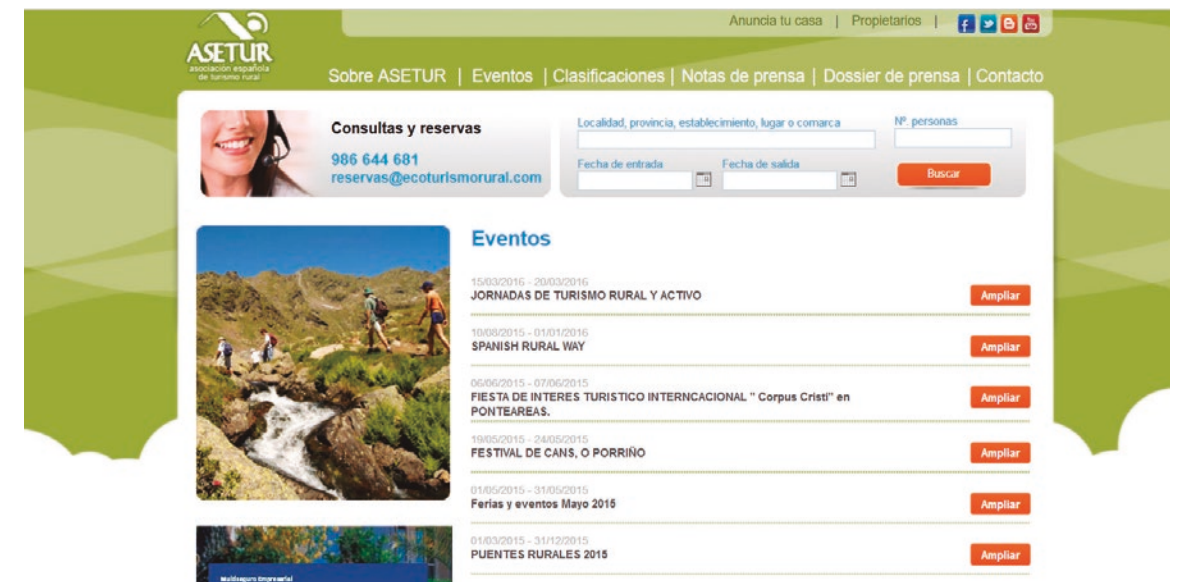 Anuncia tu casa | Propietarios |
ASETUR
asociación española
de turismo rural
Sobre ASETUR | Eventos | Clasificaciones | Notas de prensa | Dossier de prensa | Contacto
Consultas y reservas
986 644 681
reservas@ecoturismorural.com
Localidad, provincia, establecimiento, lugar o comarca
Nº. personas
Fecha de entrada
Fecha de salida
Buscar
Eventos
15/03/2016 - 20/03/2016
JORNADAS DE TURISMO RURAL Y ACTIVO
Ampliar
10/08/2015 - 01/01/2016
SPANISH RURAL WAY
Ampliar
06/06/2015 - 07/06/2015
FIESTA DE INTERES TURISTICO INTERNCACIONAL " Corpus Cristi" en
PONTEAREAS.
Ampliar
19/05/2015 - 24/05/2015
FESTIVAL DE CANS, O PORRIÑO
Ampliar
01/05/2015 - 31/05/2015
Ferias y eventos Mayo 2015
Ampliar
01/03/2015 - 31/12/2015
PUENTES RURALES 2015
Ampliar
Multiseguro Empresarial